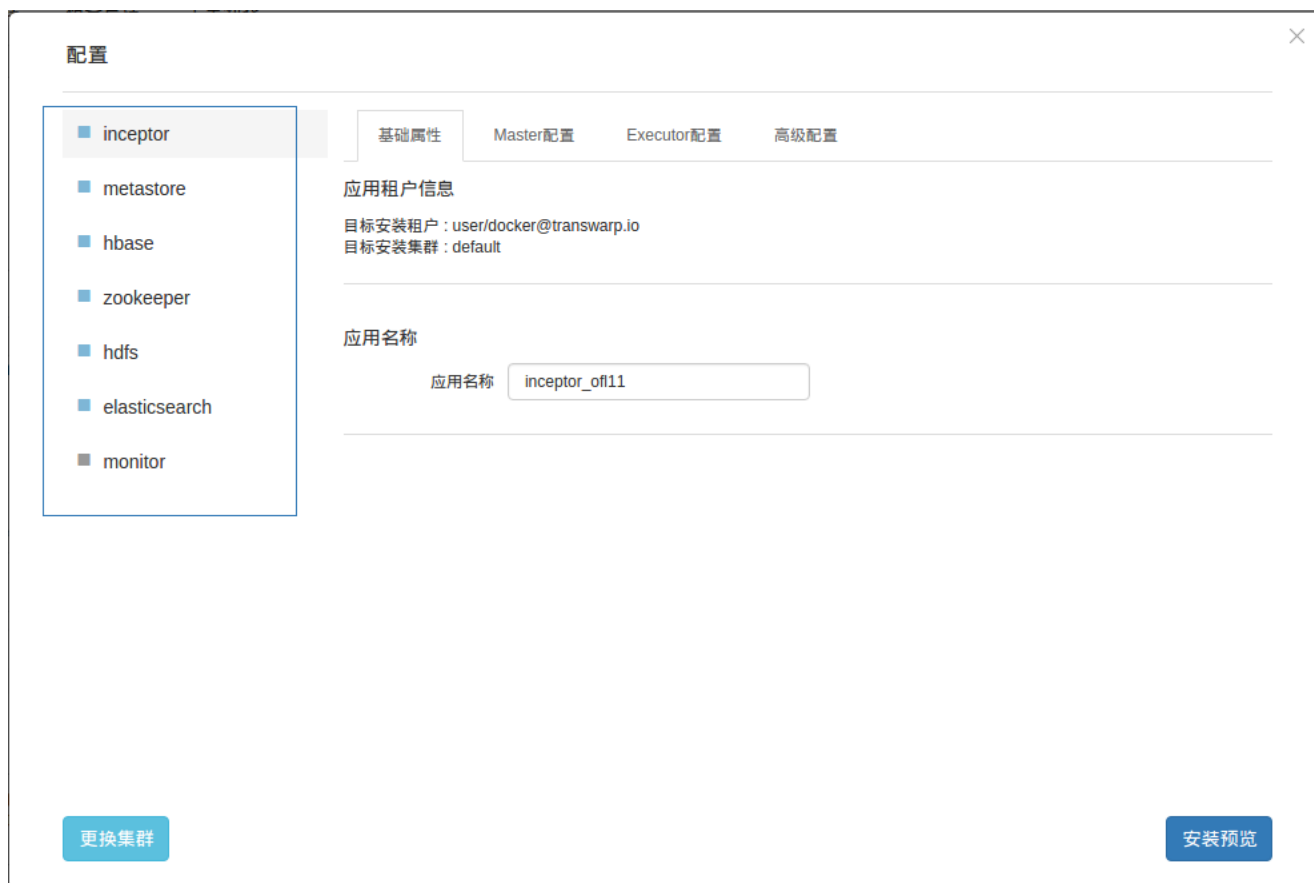 配置
inceptor
metastore
hbase
zookeeper
hdfs
elasticsearch
monitor
基础属性 Master配置 Executor配置 高级配置
应用租户信息
目标安装租户 : user/docker@transwarp.io
目标安装集群 : default
应用名称
应用名称 inceptor_ofl11
更换集群 安装预览